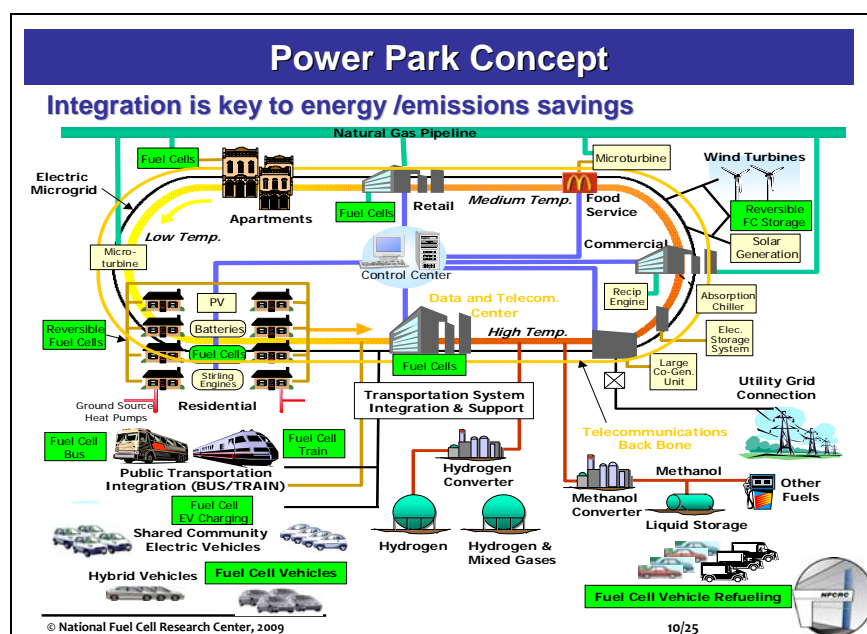 Power Park Concept
Integration is key to energy /emissions savings
Natural Gas Pipeline
Fuel Cells
Microturbine
Wind Turbines
Electric
Microgrid
Apartments
Fuel Cells
Retail
Medium Temp.
Food
Service
Reversible
FC Storage
Low Temp.
Commercial
Solar
Generation
Micro-
turbine
Control Center
PV
Recip
Engine
Absorption
Chiller
Data and Telecom.
Center
Reversible
Fuel Cells
Batteries
High Temp.
Elec.
Storage
System
Fuel Cells
Fuel Cells
Large
Co-Gen.
Unit
Stirling
Engines
Ground Source
Heat Pumps
Residential
Transportation System
Integration & Support
Utility Grid
Connection
Fuel Cell
Bus
Fuel Cell
Train
Telecommunications
Back Bone
Public Transportation
Integration (BUS/TRAIN)
Hydrogen
Converter
Methanol
Methanol
Converter
Other
Fuels
Liquid Storage
Fuel Cell
EV Charging
Shared Community
Electric Vehicles
Hydrogen
Hydrogen &
Mixed Gases
Hybrid Vehicles
Fuel Cell Vehicles
Fuel Cell Vehicle Refueling
NFCRC
© National Fuel Cell Research Center, 2009
10/25